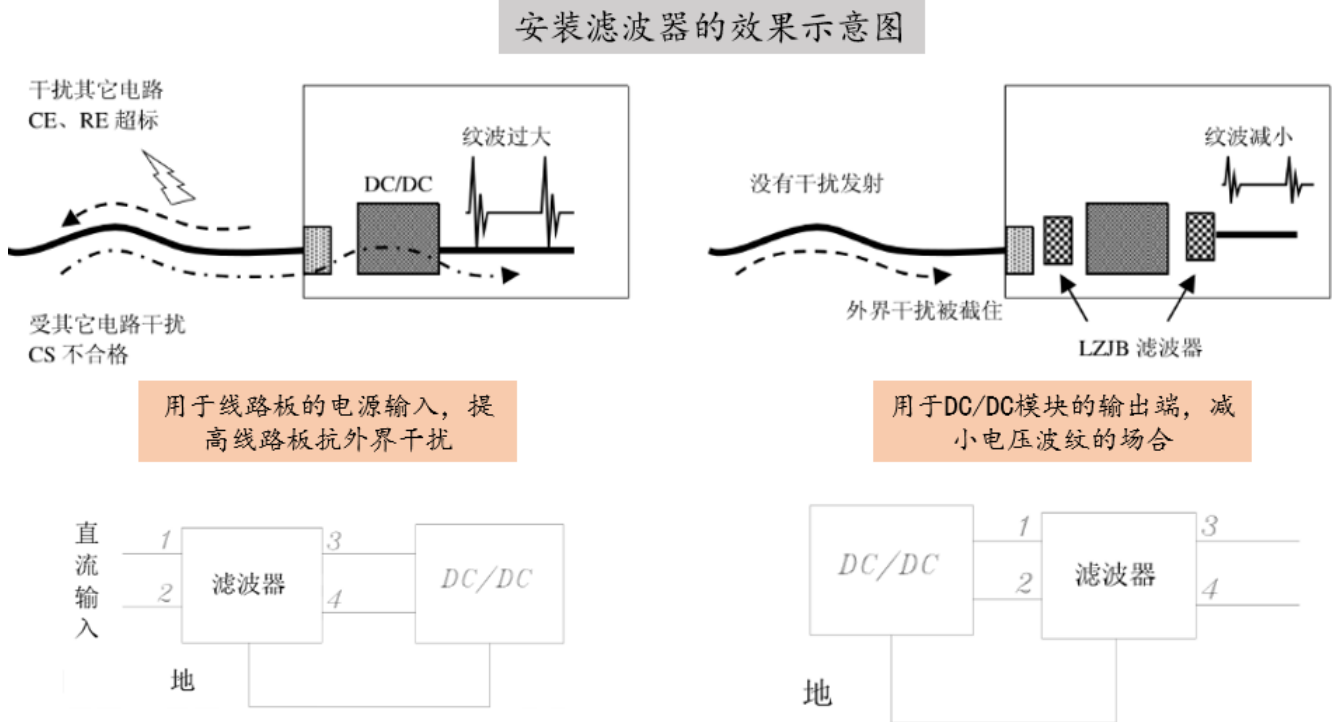 安装滤波器的效果示意图
干扰其它电路
CE、RE 超标
纹波过大
DC/DC
受其它电路干扰
CS 不合格
没有干扰发射
纹波减小
外界干扰被截住
LZJB 滤波器
用于线路板的电源输入，提
高线路板抗外界干扰
用于DC/DC模块的输出端，减
小电压波纹的场合
直流输入
1
2
滤波器
3
4
DC/DC
地
DC/DC
1
2
滤波器
3
4
地